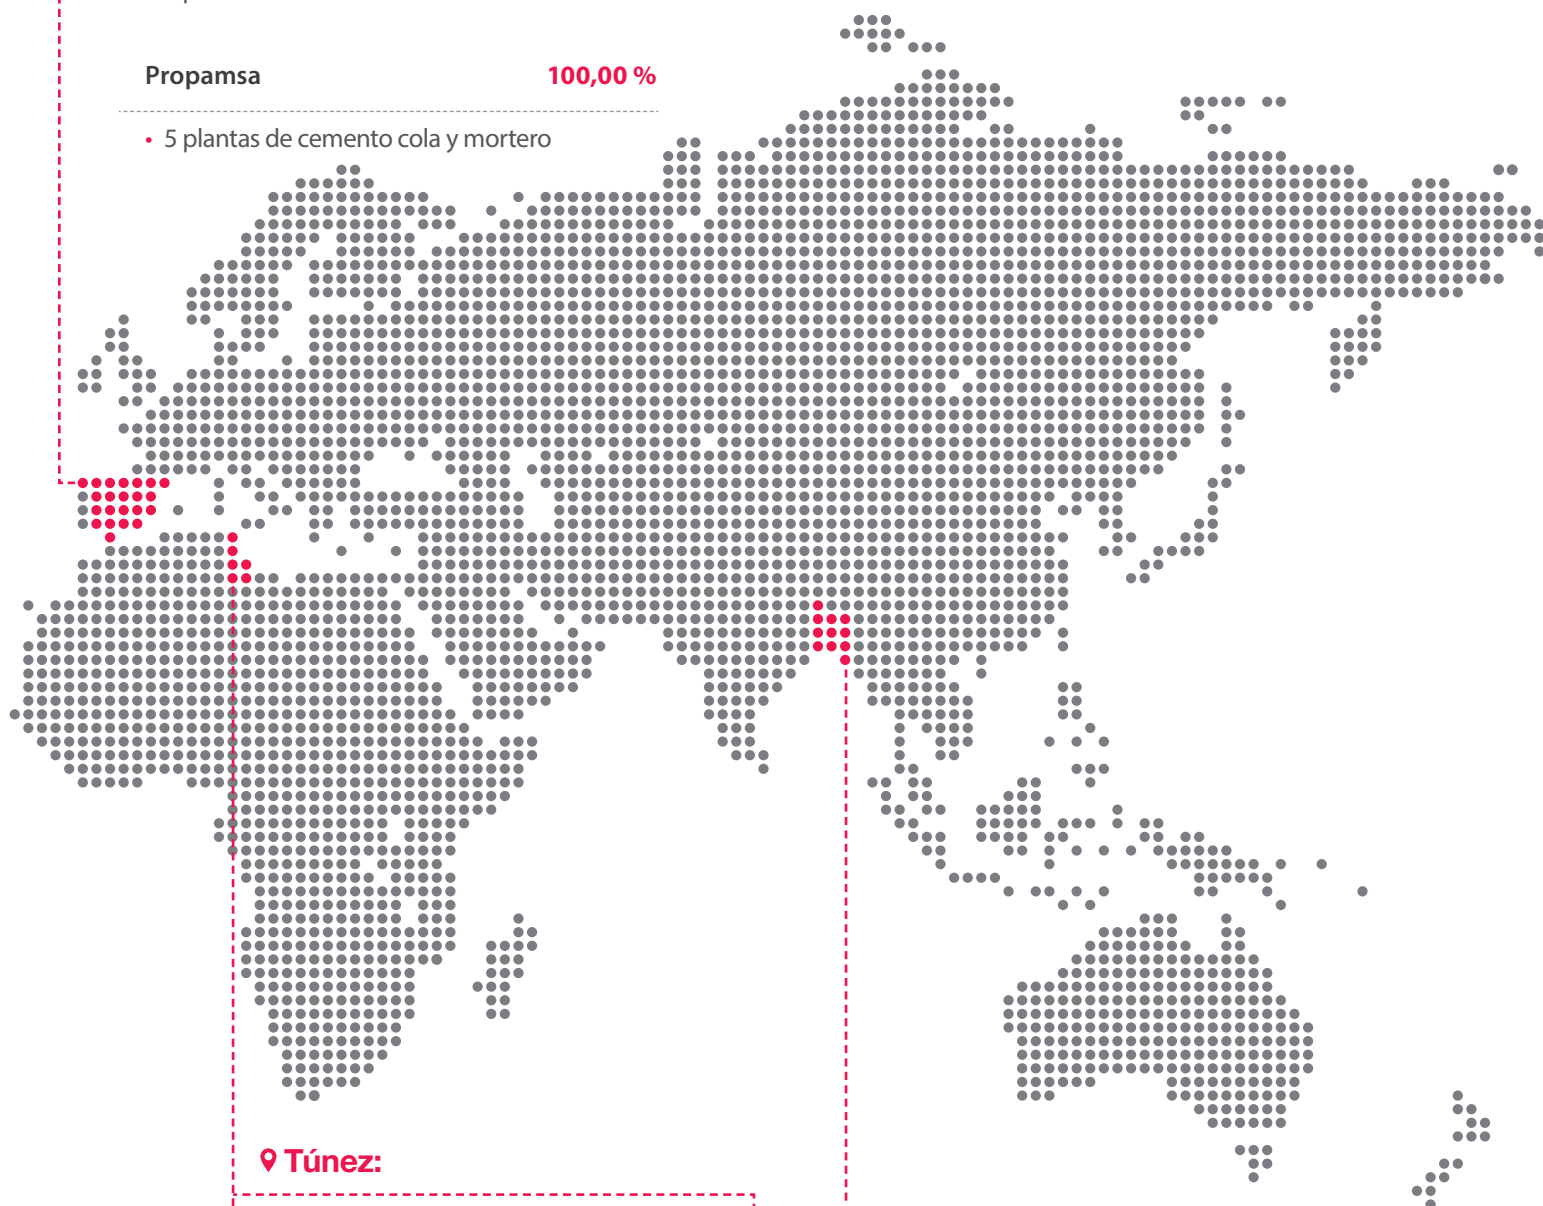 Propamsa 100,00 %
• 5 plantas de cemento cola y mortero
Túnez: